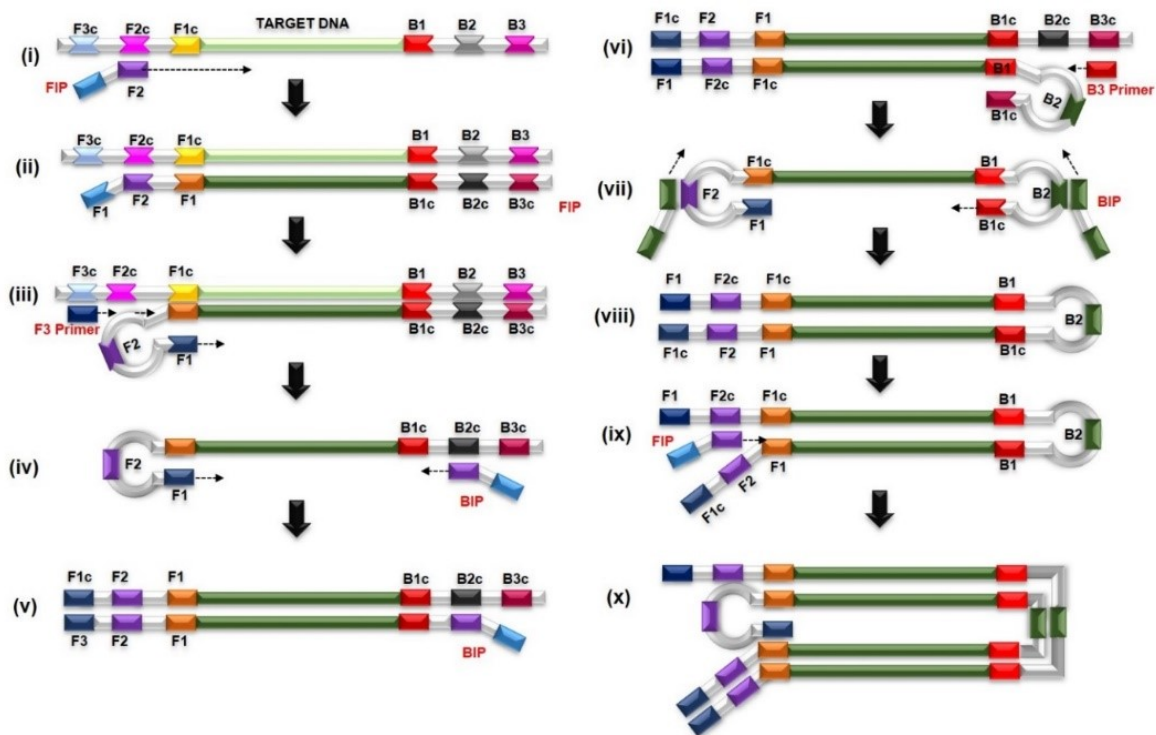 TARGET DNA
F3c F2c F1c B1 B2 B3
(i)
FIP F2
F3c F2c F1c B1 B2 B3
(ii)
F1 F2 F1 B1c B2c B3c
FIP
F3c F2c F1c B1 B2 B3
(iii)
F3 Primer F2 F1 B1c B2c B3c
B1c B2c B3c
(iv) F2
F1 BIP
F1c F2 F1 B1c B2c B3c
(v)
F3 F2 F1 BIP
F1c F2 F1 B1c B2c B3c
(vi)
B1
F1 F2c F1c B1c B2 B3 Primer
F1c B1
(vii) F2 B2 BIP
F1 B1c
F1 F2c F1c B1
(viii) B2
F1c F2 F1 B1c
F1 F2c F1c B1
(ix) B2
FIP
F1c F2 F1 B1
(x)